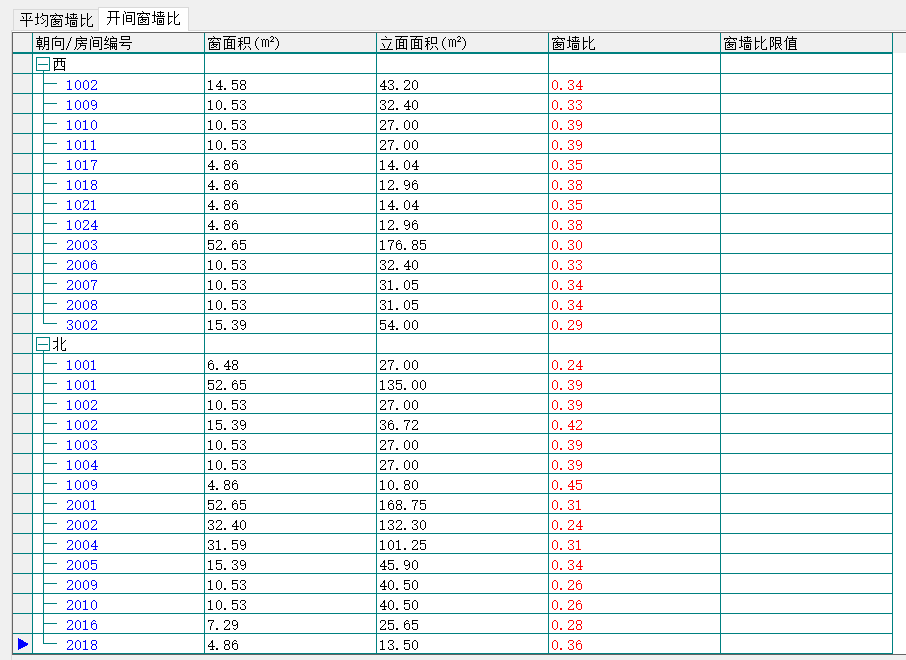 平均窗墙比 开间窗墙比
朝向/房间编号 窗面积(㎡) 立面面积(㎡) 窗墙比 窗墙比限值
西
1002 14.58 43.20 0.34
1009 10.53 32.40 0.33
1010 10.53 27.00 0.39
1011 10.53 27.00 0.39
1017 4.86 14.04 0.35
1018 4.86 12.96 0.38
1021 4.86 14.04 0.35
1024 4.86 12.96 0.38
2003 52.65 176.85 0.30
2006 10.53 32.40 0.33
2007 10.53 31.05 0.34
2008 10.53 31.05 0.34
3002 15.39 54.00 0.29
北
1001 6.48 27.00 0.24
1001 52.65 135.00 0.39
1002 10.53 27.00 0.39
1002 15.39 36.72 0.42
1003 10.53 27.00 0.39
1004 10.53 27.00 0.39
1009 4.86 10.80 0.45
2001 52.65 168.75 0.31
2002 32.40 132.30 0.24
2004 31.59 101.25 0.31
2005 15.39 45.90 0.34
2009 10.53 40.50 0.26
2010 10.53 40.50 0.26
2016 7.29 25.65 0.28
2018 4.86 13.50 0.36